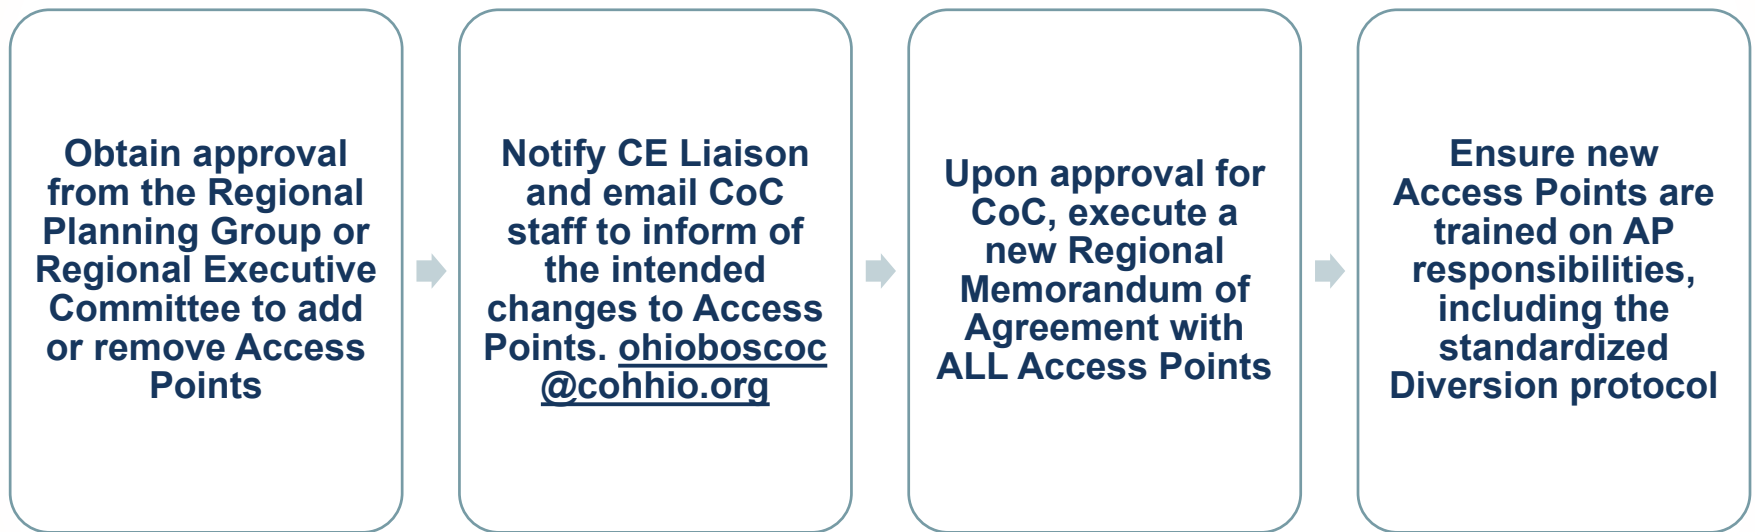 Obtain approval
from the Regional
Planning Group or
Regional Executive
Committee to add
or remove Access
Points
Notify CE Liaison
and email CoC
staff to inform of
the intended
changes to Access
Points. ohioboscoc
@cohhio.org
Upon approval for
CoC, execute a
new Regional
Memorandum of
Agreement with
ALL Access Points
Ensure new
Access Points are
trained on AP
responsibilities,
including the
standardized
Diversion protocol